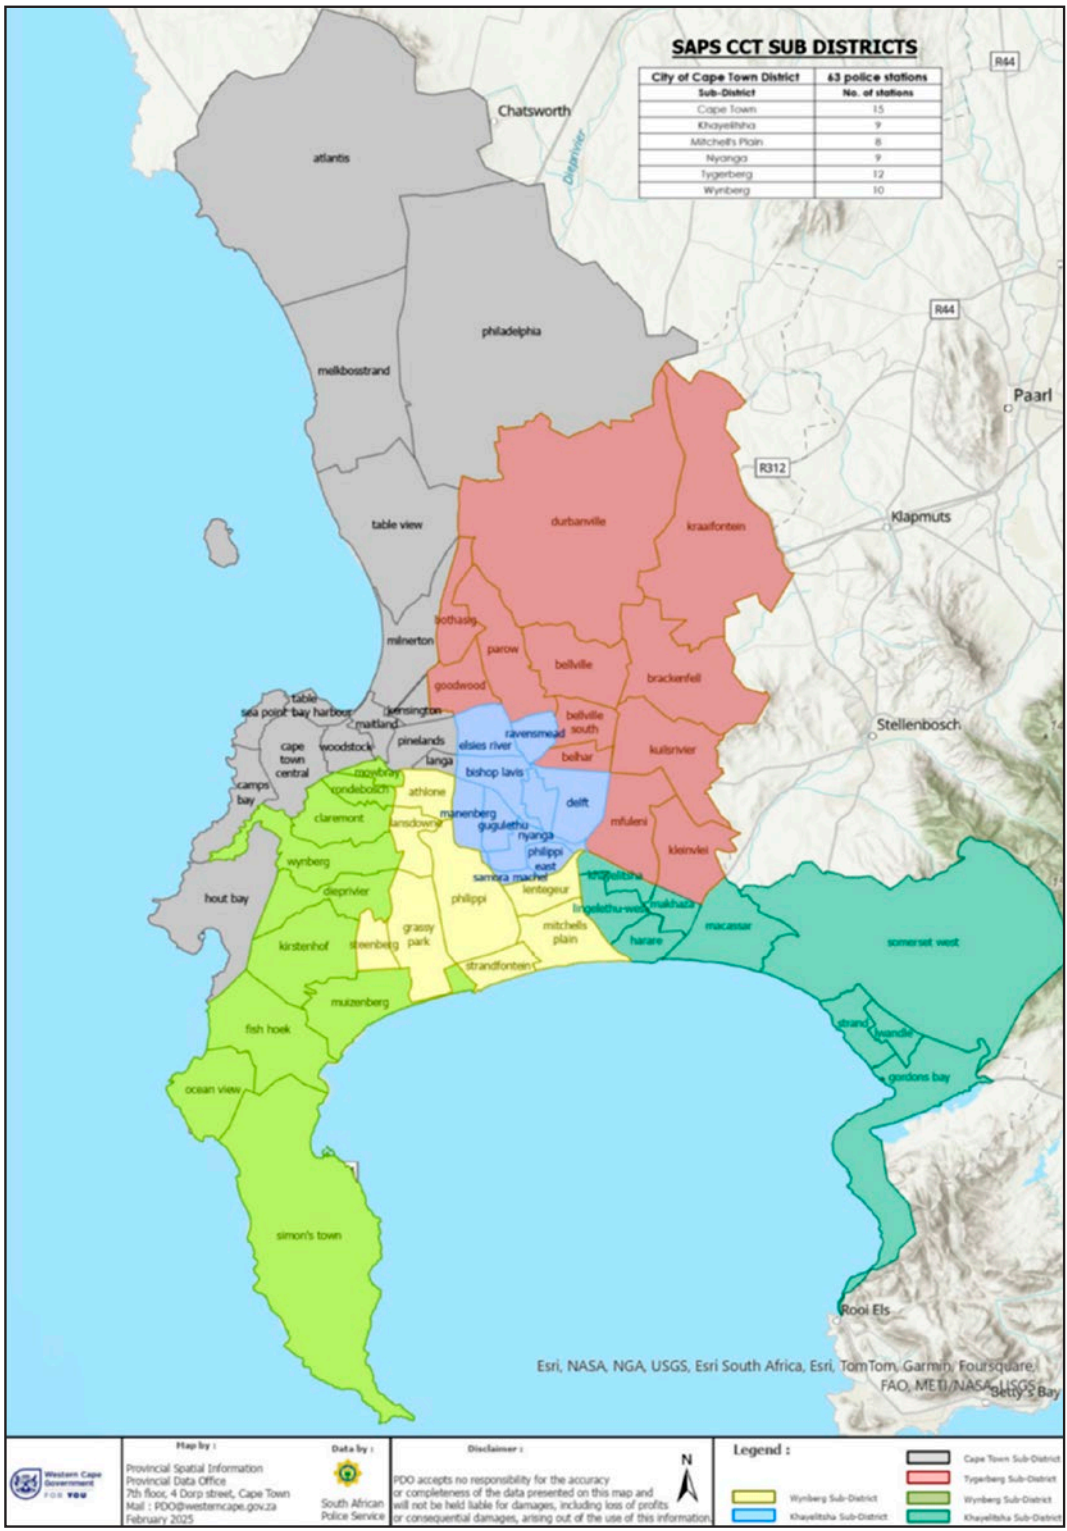 SAPS CCT SUB DISTRICTS
City of Cape Town District 63 police stations
Sub-District No. of stations
Cape Town 15
Khayelitsha 9
Mitchell's Plain 8
Nyanga 9
Tygerberg 12
Wynberg 10
R44
Chatsworth
Dieprivier
atlantis
R44
philadelphia
melkbosstrand
Paarl
R312
Klapmuts
table view
durbanville
kraaifontein
bothasig
milnerton
parow
bellville
brackenfell
goodwood
table
bay harbour
sea point
kensington
maitland
bellville
south
Stellenbosch
ravensmead
pinelands
elsies river
woodstock
cape
town
central
kuilsrivier
belhar
langa
mowbray
bishop lavis
camps
bay
rondebosch
athlone
delft
claremont
lansdowne
manenberg
gugulethu
nyanga
mfuleni
philippi
east
kleinvlei
wynberg
samora machel
khayelitsha
dieprivier
lentegeur
hout bay
philippi
lingelethu-west
makhaza
grassy
park
mitchells
plain
macassar
steenberg
kirstenhof
harare
somerset west
strandfontein
muizenberg
fish hoek
strand
lwandle
gordons bay
ocean view
simon's town
Rooi Els
Esri, NASA, NGA, USGS, Esri South Africa, Esri, TomTom, Garmin, Foursquare,
FAO, METI/NASA, USGS
Betty's Bay
Western Cape
Government
FOR YOU
Map by :
Provincial Spatial Information
Provincial Data Office
7th floor, 4 Dorp street, Cape Town
Mail : PDO@westerncape.gov.za
February 2025
Data by :
South African
Police Service
Disclaimer :
PDO accepts no responsibility for the accuracy
or completeness of the data presented on this map and
will not be held liable for damages, including loss of profits
or consequential damages, arising out of the use of this information.
N
Legend :
Cape Town Sub-District
Tygerberg Sub-District
Wynberg Sub-District
Wynberg Sub-District
Khayelitsha Sub-District
Khayelitsha Sub-District